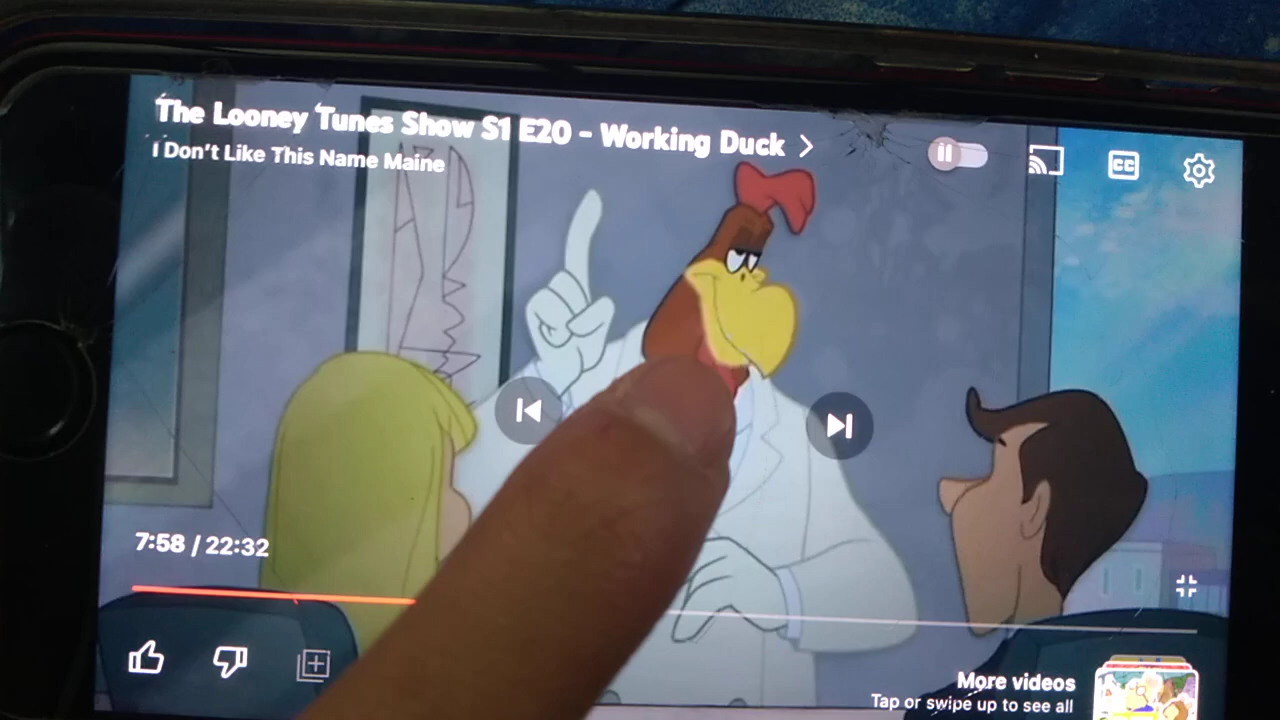 The Looney Tunes Show S1 E20 - Working Duck
i Don't Like This Name Maine
CC
7:58 / 22:32
More videos
Tap or swipe up to see all